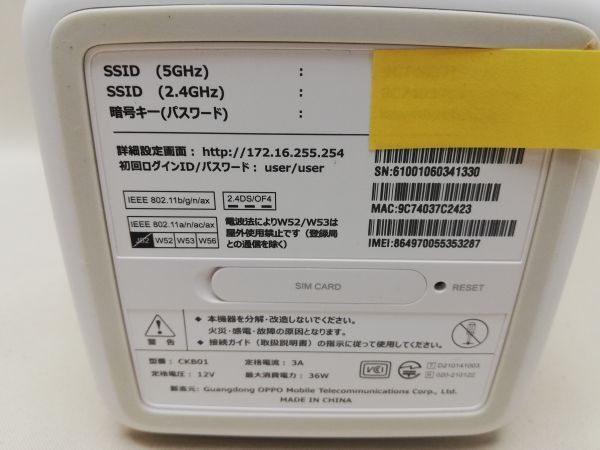 SSID (5GHz) :
SSID (2.4GHz) :
暗号キー(パスワード) :
詳細設定画面： http://172.16.255.254
初回ログインID/パスワード： user/user
SN:61001060341330
IEEE 802.11b/g/n/ax
2.4DS/OF4
MAC:9C74037C2423
IEEE 802.11a/n/ac/ax
J52 W52 W53 W56
電波法によりW52/W53は
屋外使用禁止です（登録局
との通信を除く）
IMEI:864970055353287
SIM CARD
RESET
警 告
◆ 本機器を分解・改造しないでください。
火災・感電・故障の原因となります。
◆ 接続ガイド（取扱説明書）の指示に従って使用してください。
型番： CKB01
定格電流： 3A
定格電圧： 12V
最大消費電力： 36W
VCCI
T D210141003
R 020-210122
製造元： Guangdong OPPO Mobile Telecommunications Corp., Ltd.
MADE IN CHINA